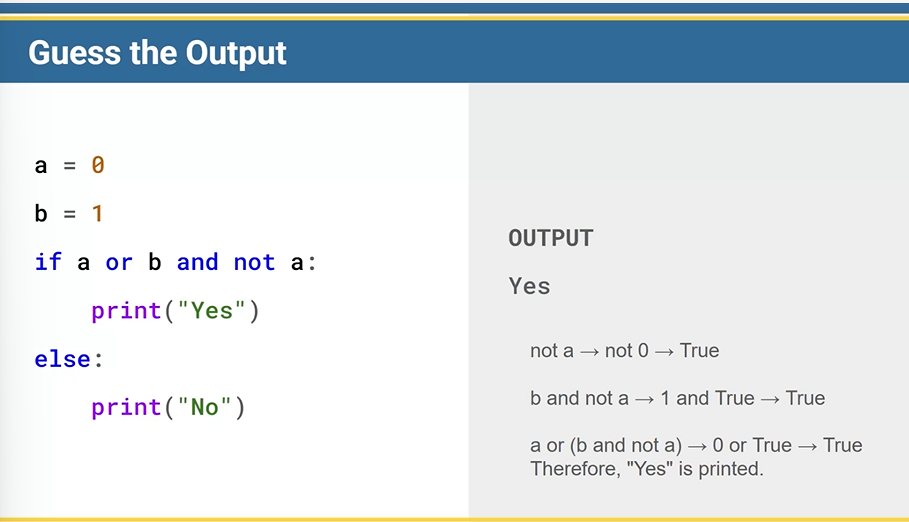 Guess the Output
a = 0
b = 1
if a or b and not a:
    print("Yes")
else:
    print("No")
OUTPUT
Yes
not a → not 0 → True
b and not a → 1 and True → True
a or (b and not a) → 0 or True → True
Therefore, "Yes" is printed.